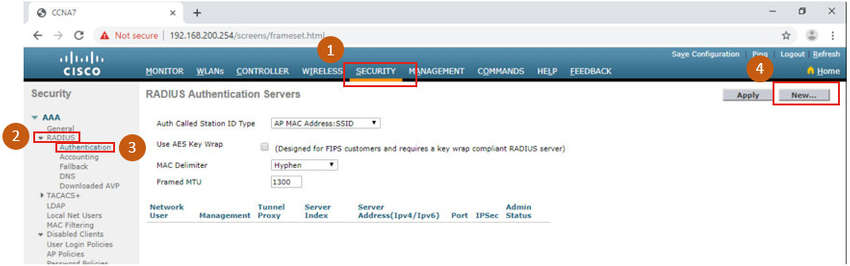 CCNA7
Not secure | 192.168.200.254/screens/frameset.html
1
Save Configuration | Ping | Logout | Refresh
CISCO
MONITOR WLANs CONTROLLER WIRELESS SECURITY MANAGEMENT COMMANDS HELP FEEDBACK
4
Home
Security
RADIUS Authentication Servers
Apply
New...
AAA
General
2
RADIUS
Authentication
3
Accounting
Fallback
DNS
Downloaded AVP
TACACS+
LDAP
Local Net Users
MAC Filtering
Disabled Clients
User Login Policies
AP Policies
Password Policies
Auth Called Station ID Type AP MAC Address:SSID
Use AES Key Wrap (Designed for FIPS customers and requires a key wrap compliant RADIUS server)
MAC Delimiter Hyphen
Framed MTU 1300
Network User Management Tunnel Proxy Server Index Server Address(Ipv4/Ipv6) Port IPSec Admin Status